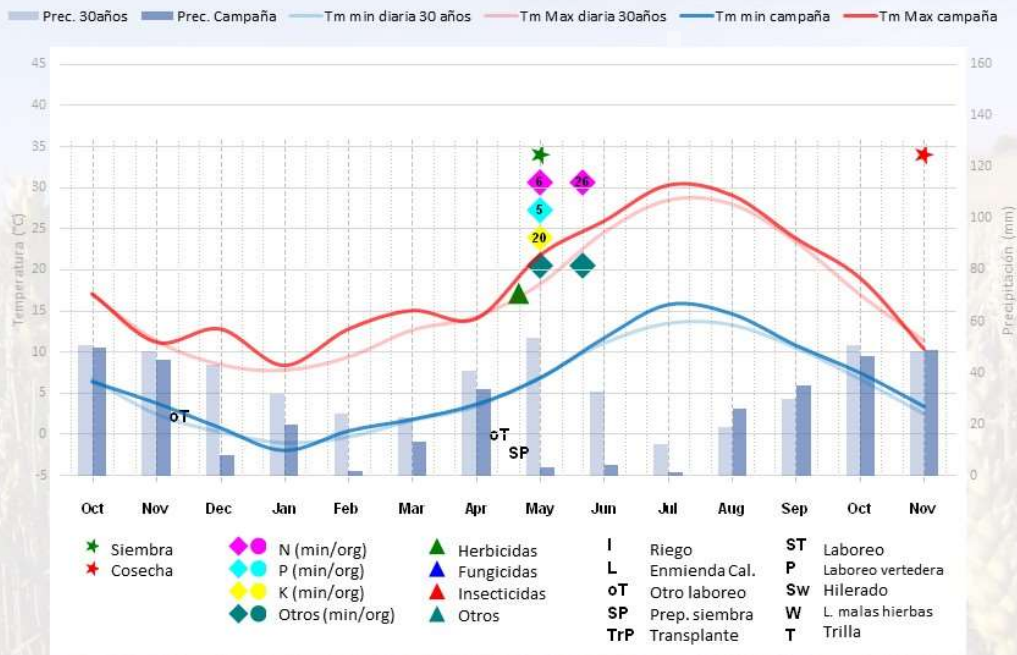 Prec. 30años Prec. Campaña Tm min diaria 30 años Tm Max diaria 30años Tm min campaña Tm Max campaña
45 160
40 140
35 120
30 100
25 80
20 60
15 40
10 20
5 0
0
-5
Temperatura (°C)
Precipitación (mm)
6 26
5
20
oT
oT
SP
Oct Nov Dec Jan Feb Mar Apr May Jun Jul Aug Sep Oct Nov
Siembra N (min/org) Herbicidas I Riego ST Laboreo
Cosecha P (min/org) Fungicidas L Enmienda Cal. P Laboreo vertedera
K (min/org) Insecticidas oT Otro laboreo Sw Hilerado
Otros (min/org) Otros SP Prep. siembra W L. malas hierbas
TrP Transplante T Trilla